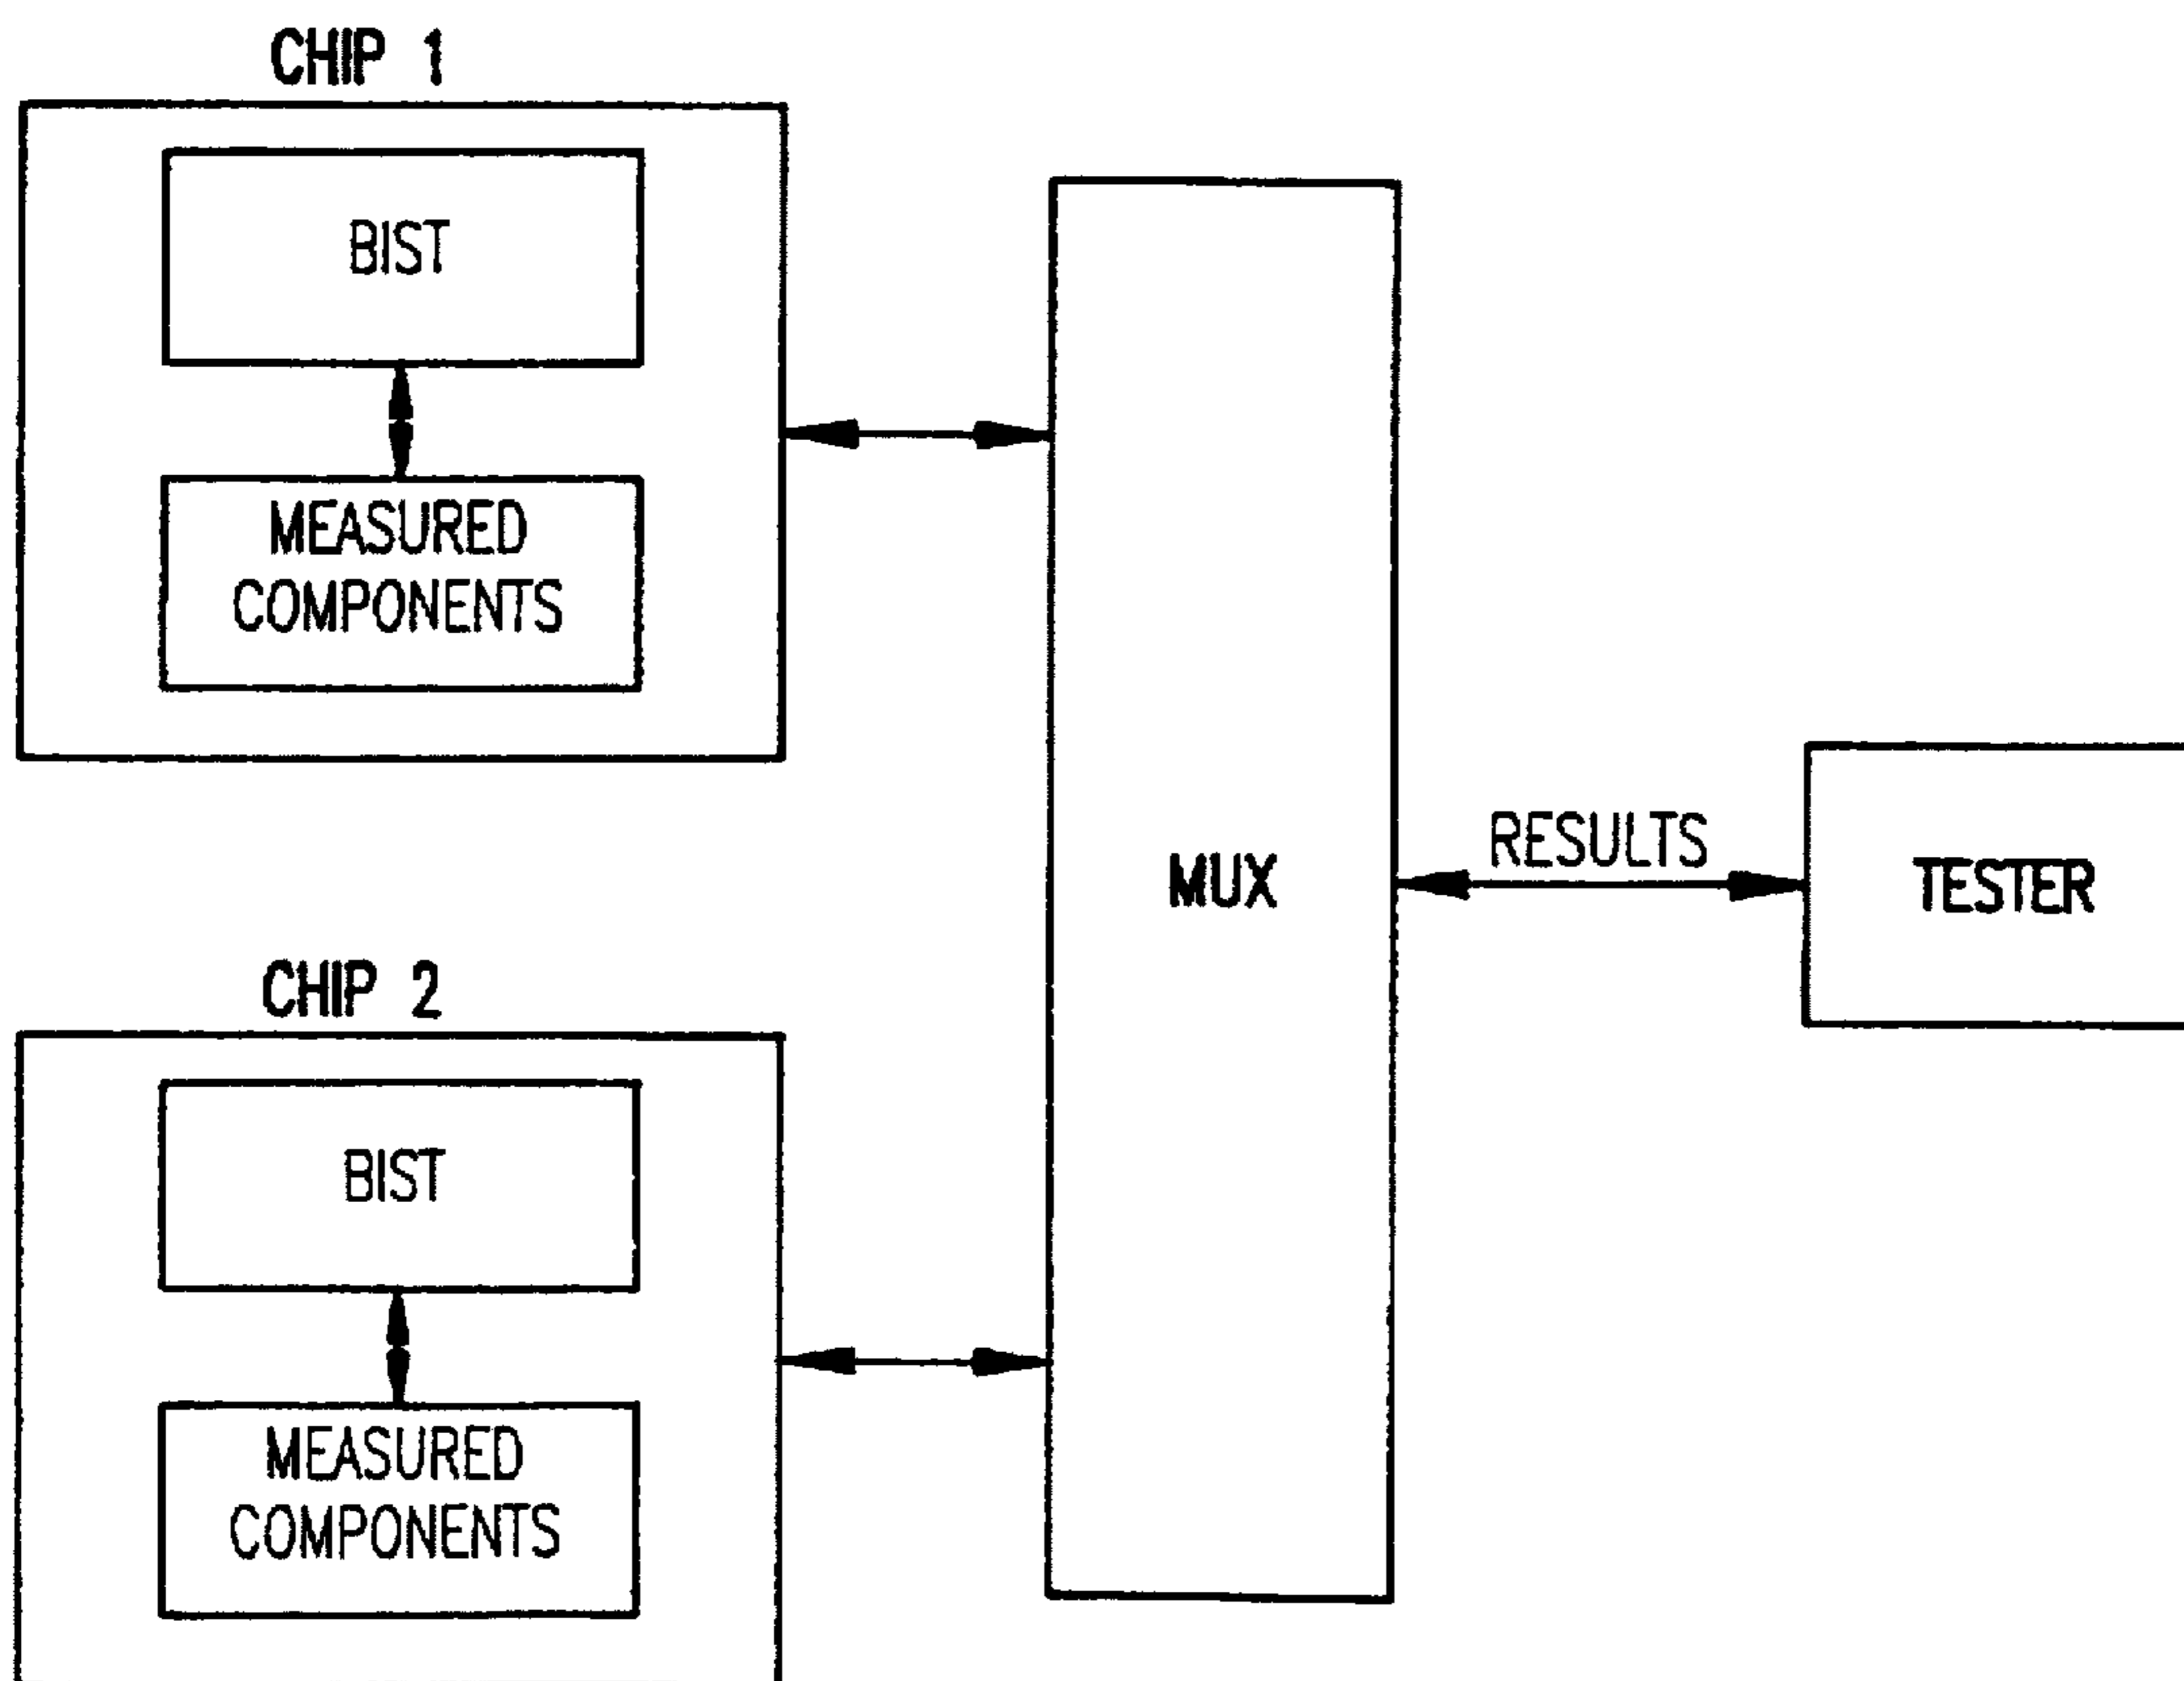 CHIP 1
BIST
MEASURED
COMPONENTS
MUX
RESULTS
TESTER
CHIP 2
BIST
MEASURED
COMPONENTS